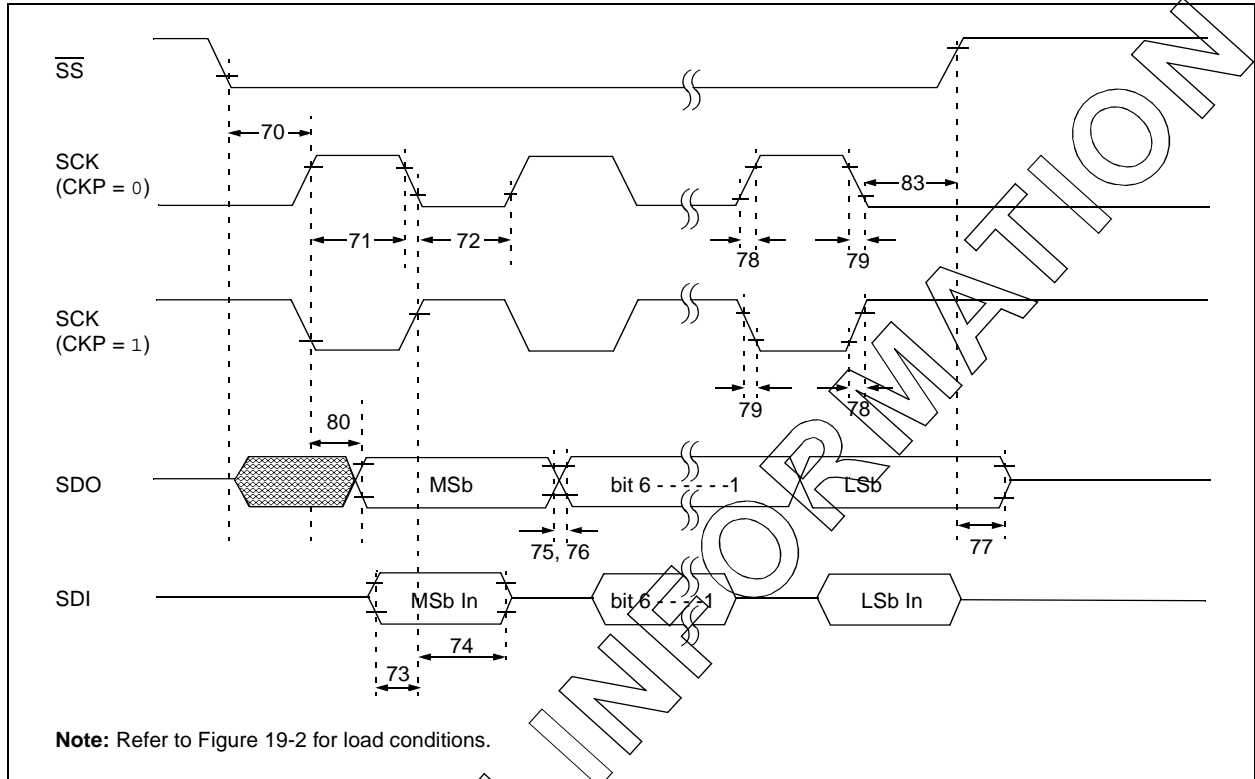 SS
70
SCK
(CKP = 0)
83
71
72
78
79
SCK
(CKP = 1)
79
78
80
SDO
MSb
bit 6 - - - - - -1
LSb
75, 76
77
SDI
MSb In
bit 6 - - - - -1
LSb In
74
73
Note: Refer to Figure 19-2 for load conditions.
INFORMATION